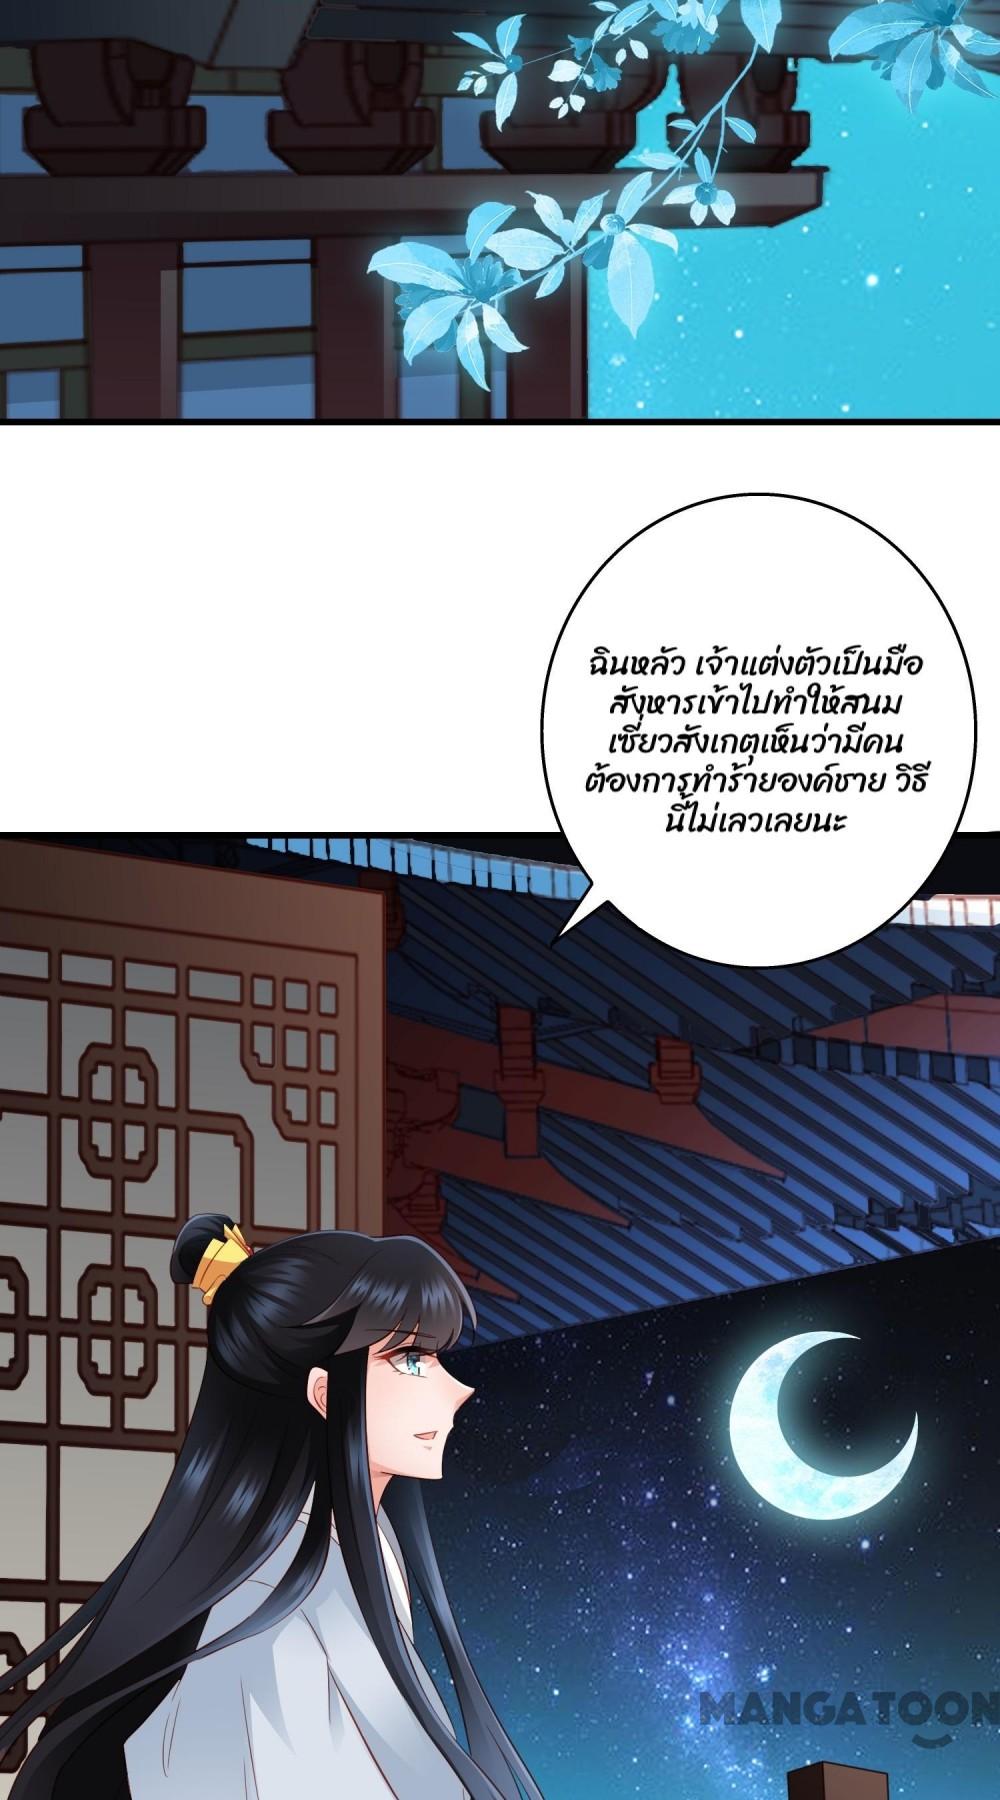 ฉินหลัว เจ้าแต่งตัวเป็นมือ
สังหารเข้าไปทำให้สนม
เซี่ยวสังเกตุเห็นว่ามีคน
ต้องการทำร้ายองค์ชาย วิธี
นี้ไม่เลวเลยนะ
MANGATOON